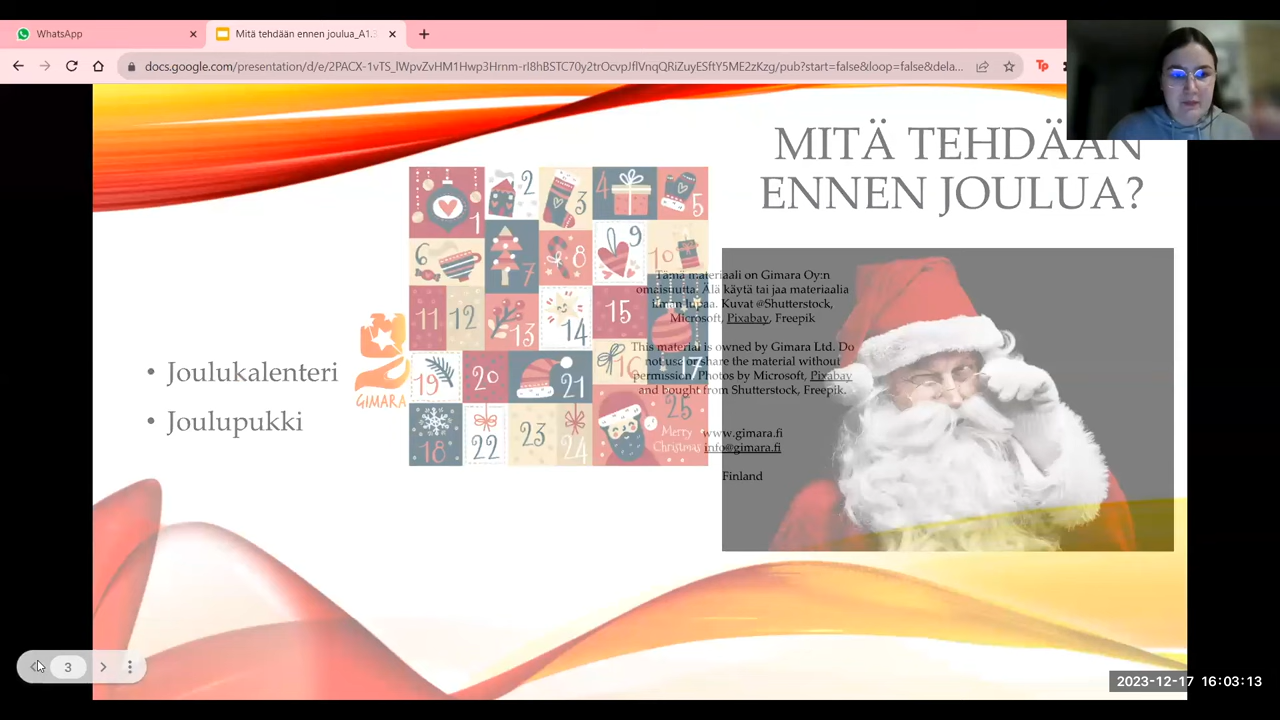 WhatsApp
Mitä tehdään ennen joulua_A1.
docs.google.com/presentation/d/e/2PACX-1vTS_lWpvZvHM1Hwp3Hrnm-rl8hBSTC70y2trOcvpJflVnqQRiZuyESftY5ME2zKzg/pub?start=false&loop=false&dela...
Tp
MITÄ TEHDÄÄN
ENNEN JOULUA?
1 2 3 4 5
6 7 8 9 10
11 12 13 14 15
16 17
19 20 21
18 22 23 24 25
Merry
Christmas
Tämä materiaali on Gimara Oy:n
omaisuutta. Älä käytä tai jaa materiaalia
ilman lupaa. Kuvat @Shutterstock,
Microsoft, Pixabay, Freepik
This material is owned by Gimara Ltd. Do
not use or share the material without
permission. Photos by Microsoft, Pixabay
and bought from Shutterstock, Freepik.
www.gimara.fi
info@gimara.fi
Finland
• Joulukalenteri
• Joulupukki
GIMARA
3
2023-12-17 16:03:13